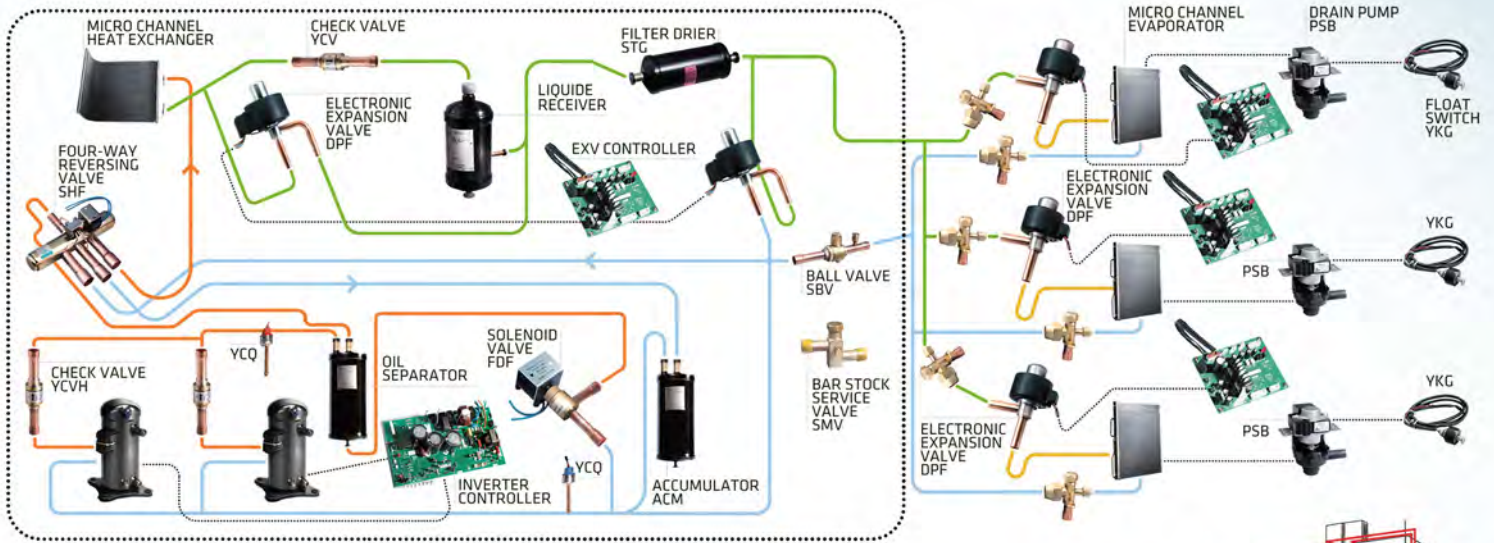 MICRO CHANNEL
HEAT EXCHANGER
CHECK VALVE
YCV
FILTER DRIER
STG
MICRO CHANNEL
EVAPORATOR
DRAIN PUMP
PSB
LIQUIDE
RECEIVER
ELECTRONIC
EXPANSION
VALVE
DPF
FLOAT
SWITCH
YKG
FOUR-WAY
REVERSING
VALVE
SHF
EXV CONTROLLER
ELECTRONIC
EXPANSION
VALVE
DPF
YKG
PSB
BALL VALVE
SBV
YCQ
SOLENOID
VALVE
FDF
CHECK VALVE
YCVH
OIL
SEPARATOR
BAR STOCK
SERVICE
VALVE
SMV
YKG
PSB
ELECTRONIC
EXPANSION
VALVE
DPF
YCQ
INVERTER
CONTROLLER
ACCUMULATOR
ACM